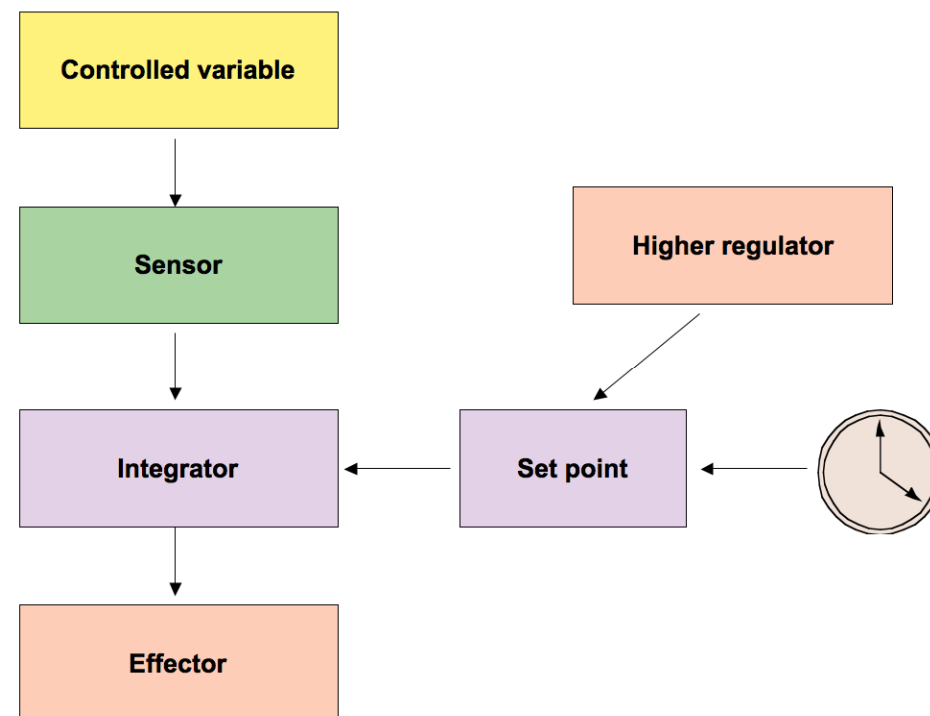 Controlled variable
Sensor
Higher regulator
Integrator
Set point
Effector